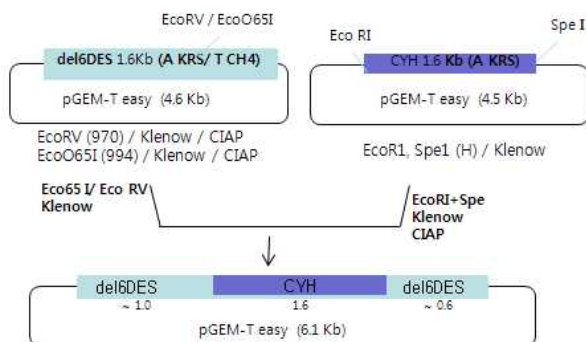 EcoRV / EcoO65I
Spe I
Eco RI
del6DES 1.6Kb (A KRS/ T CH4)
CYH 1.6 Kb (A KRS)
pGEM-T easy (4.6 Kb)
pGEM-T easy (4.5 Kb)
EcoRV (970) / Klenow / CIAP
EcoO65I (994) / Klenow / CIAP
EcoR1, Spe1 (H) / Klenow
Eco65 I/ Eco RV
Klenow
EcoRI+Spe
Klenow
CIAP
del6DES CYH del6DES
~ 1.0 1.6 ~ 0.6
pGEM-T easy (6.1 Kb)